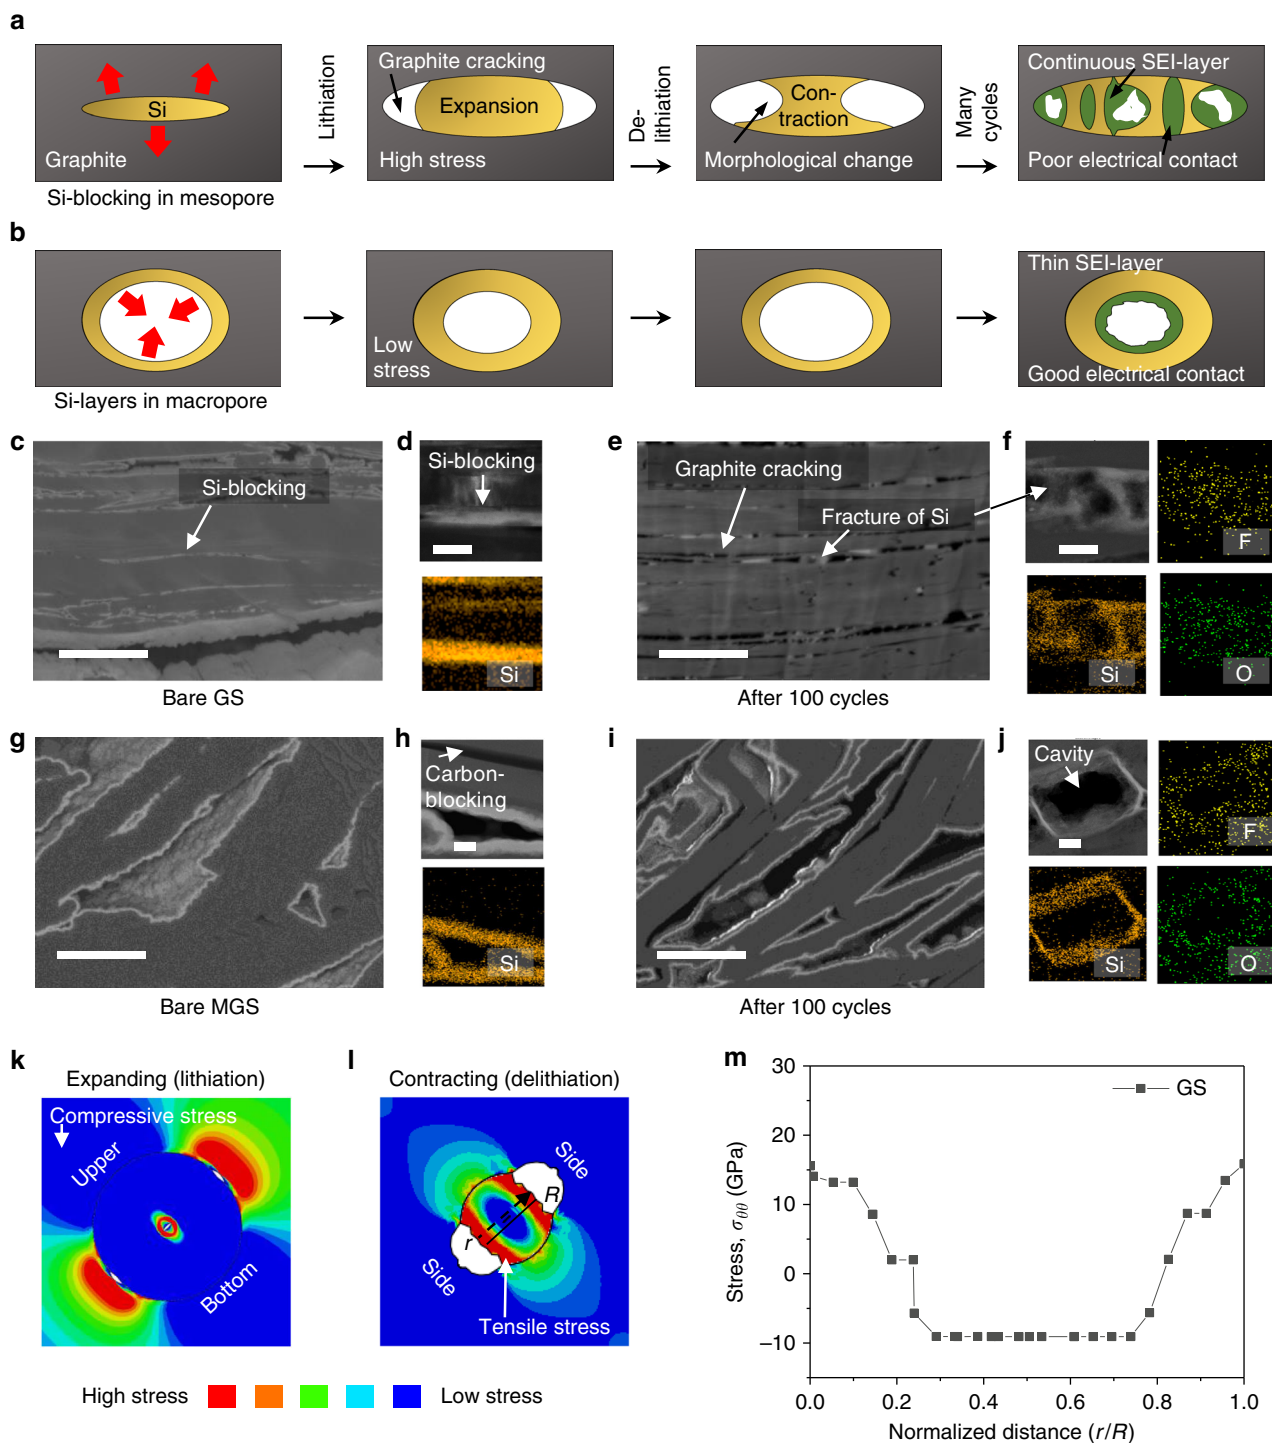 a
Si
Graphite
Si-blocking in mesopore
Lithiation
Graphite cracking
Expansion
High stress
De-
lithiation
Con-
traction
Morphological change
Many
cycles
Continuous SEI-layer
Poor electrical contact
b
Si-layers in macropore
Low
stress
Thin SEI-layer
Good electrical contact
c
Si-blocking
Bare GS
d
Si-blocking
Si
e
Graphite cracking
Fracture of Si
After 100 cycles
f
F
Si
O
g
Bare MGS
h
Carbon-
blocking
Si
i
After 100 cycles
j
Cavity
F
Si
O
k
Expanding (lithiation)
Compressive stress
Upper
Bottom
l
Contracting (delithiation)
Side
R
r
Side
Tensile stress
High stress
Low stress
m
GS
Stress, σθθ (GPa)
30
20
10
0
−10
0.0 0.2 0.4 0.6 0.8 1.0
Normalized distance (r/R)